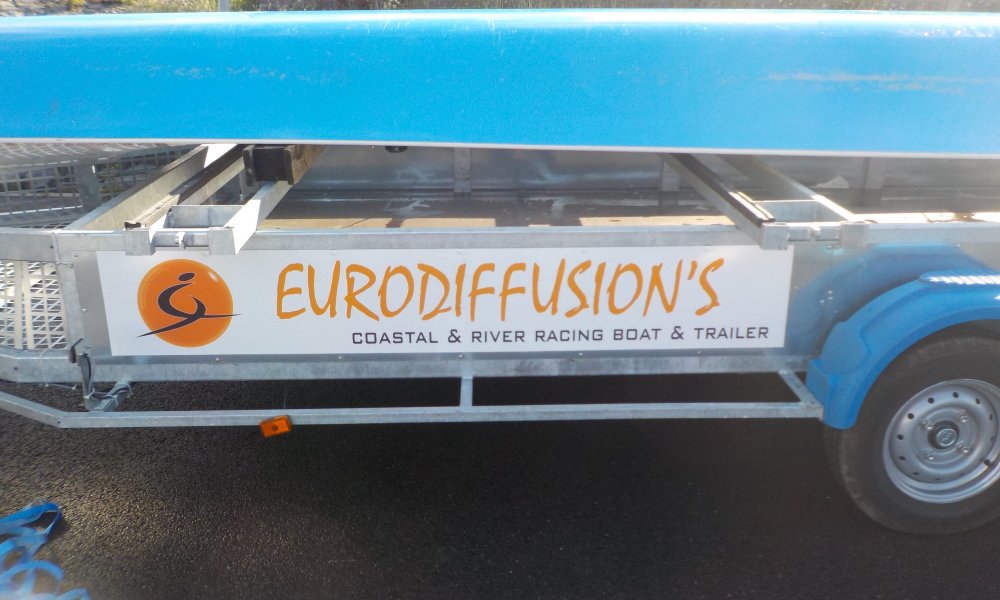 EURODIFFUSION'S
COASTAL & RIVER RACING BOAT & TRAILER